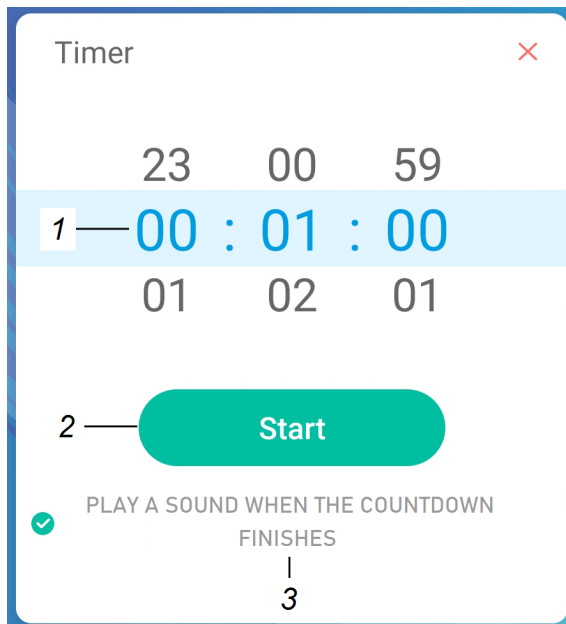 Timer
23 00 59
1 00 : 01 : 00
01 02 01
2 Start
PLAY A SOUND WHEN THE COUNTDOWN
FINISHES
3